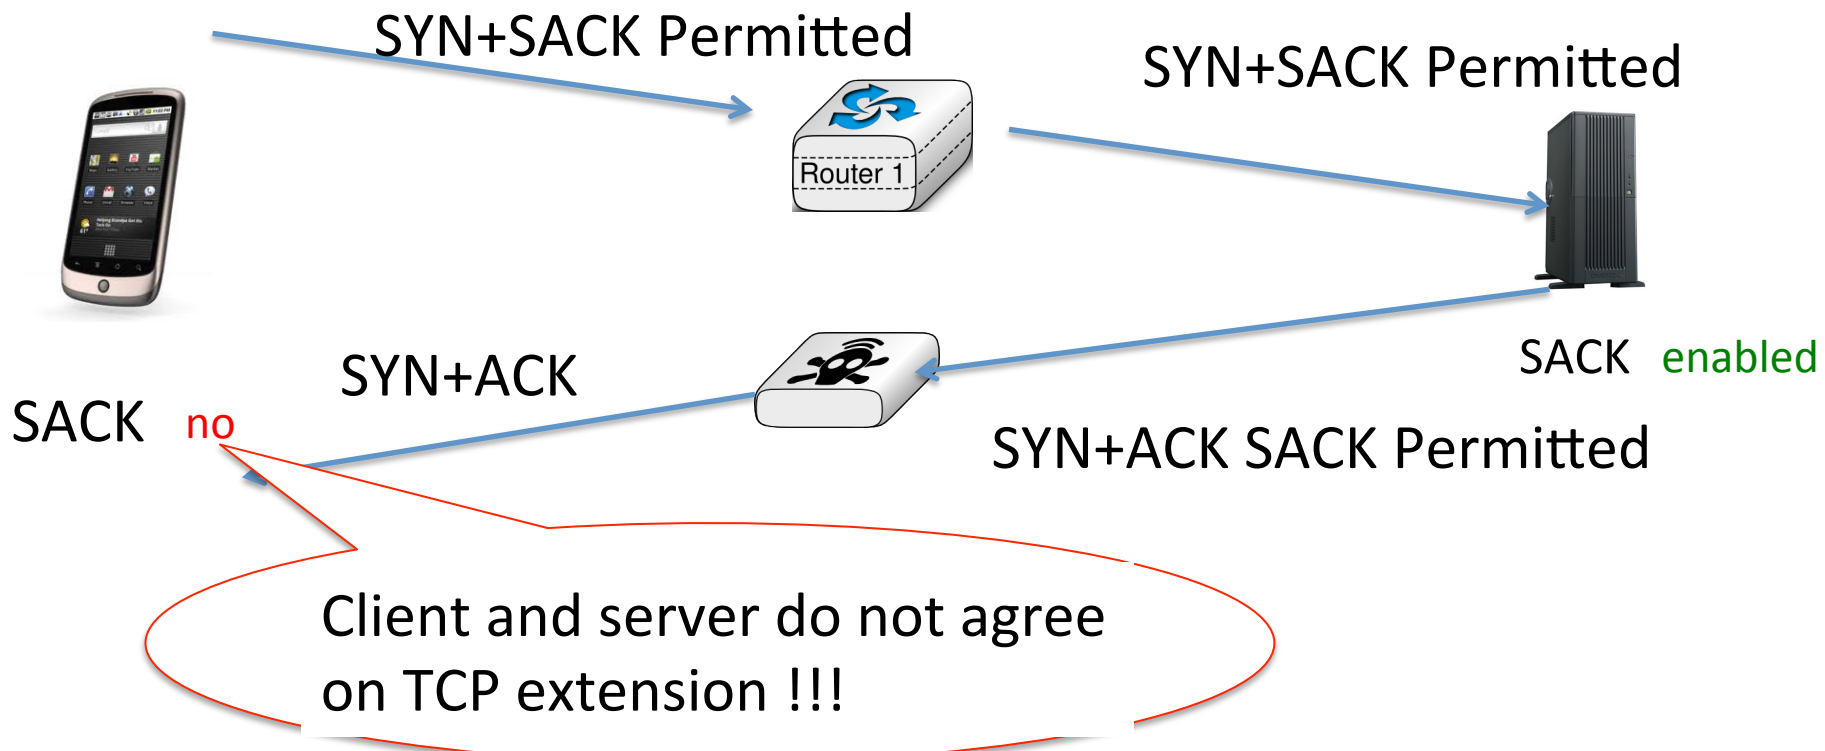 SYN+SACK Permitted
SYN+SACK Permitted
Router 1
SYN+ACK
SACK enabled
SACK no
SYN+ACK SACK Permitted
Client and server do not agree
on TCP extension !!!